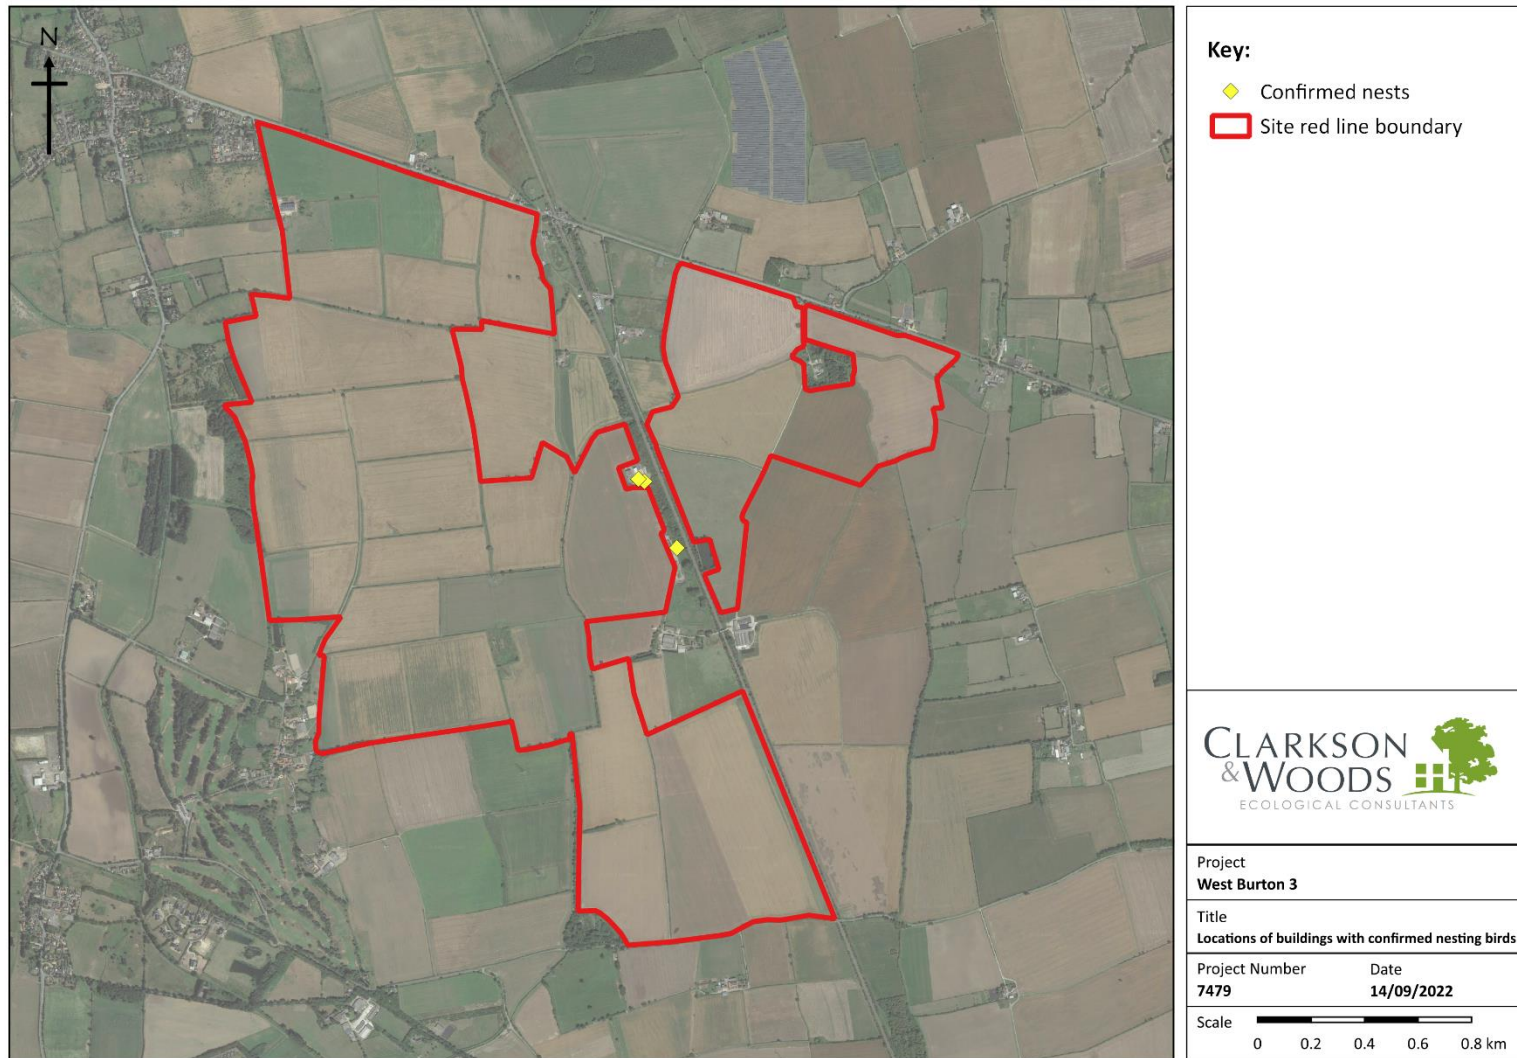 N
Key:
Confirmed nests
Site red line boundary
CLARKSON
& WOODS
ECOLOGICAL CONSULTANTS
Project
West Burton 3
Title
Locations of buildings with confirmed nesting birds
Project Number Date
7479 14/09/2022
Scale
0 0.2 0.4 0.6 0.8 km